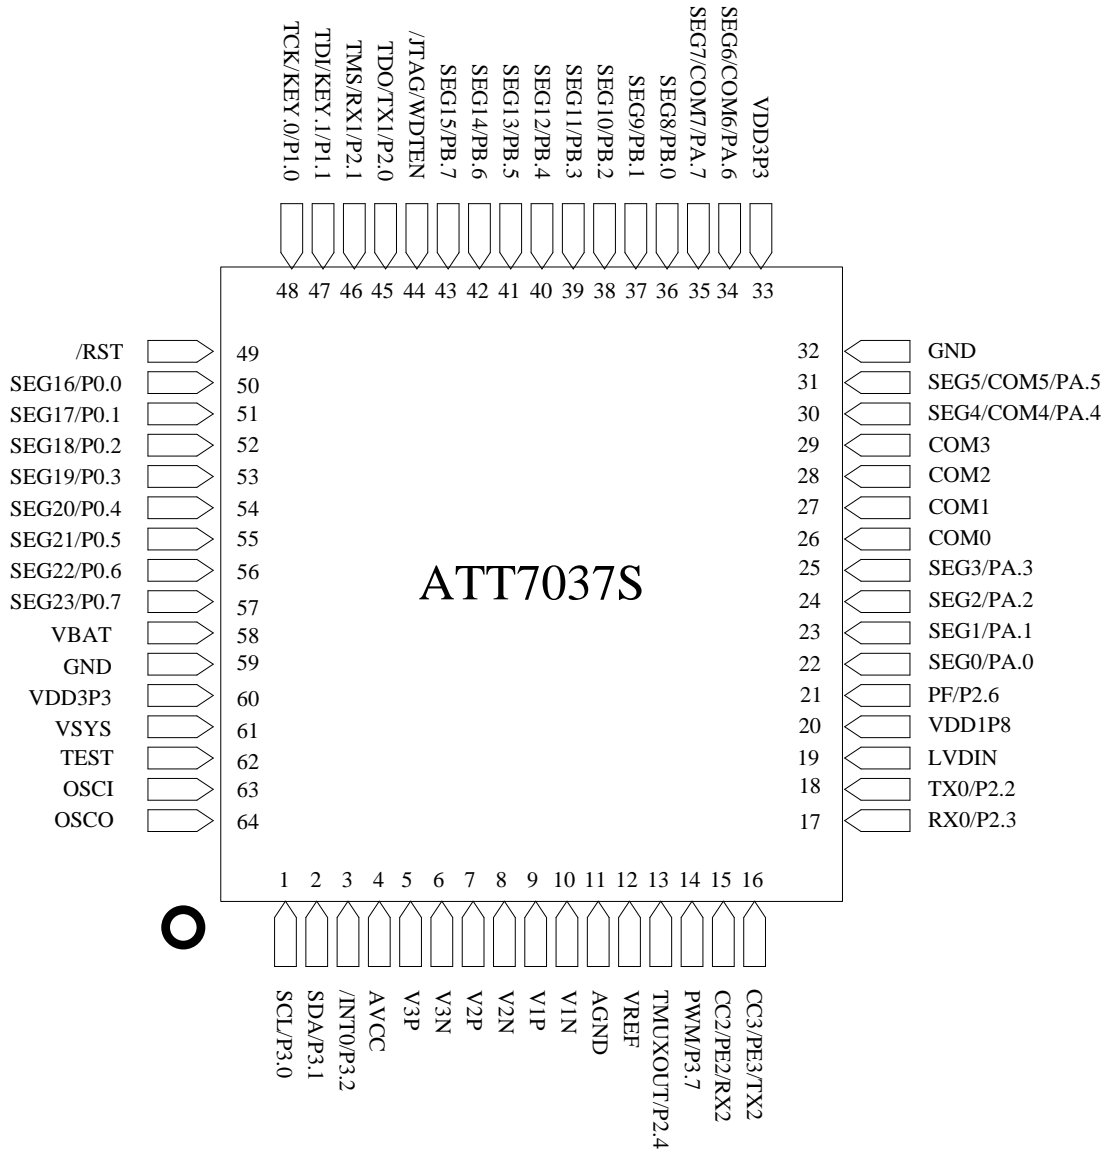 TCK/KEY.0/P1.0
TDI/KEY.1/P1.1
TMS/RX1/P2.1
TDO/TX1/P2.0
/JTAG/WDTEN
SEG15/PB.7
SEG14/PB.6
SEG13/PB.5
SEG12/PB.4
SEG11/PB.3
SEG10/PB.2
SEG9/PB.1
SEG8/PB.0
SEG7/COM7/PA.7
SEG6/COM6/PA.6
VDD3P3
48 47 46 45 44 43 42 41 40 39 38 37 36 35 34 33
/RST 49 32 GND
SEG16/P0.0 50 31 SEG5/COM5/PA.5
SEG17/P0.1 51 30 SEG4/COM4/PA.4
SEG18/P0.2 52 29 COM3
SEG19/P0.3 53 28 COM2
SEG20/P0.4 54 27 COM1
SEG21/P0.5 55 26 COM0
SEG22/P0.6 56 25 SEG3/PA.3
ATT7037S
SEG23/P0.7 57 24 SEG2/PA.2
VBAT 58 23 SEG1/PA.1
GND 59 22 SEG0/PA.0
VDD3P3 60 21 PF/P2.6
VSYS 61 20 VDD1P8
TEST 62 19 LVDIN
OSCI 63 18 TX0/P2.2
OSCO 64 17 RX0/P2.3
1 2 3 4 5 6 7 8 9 10 11 12 13 14 15 16
SCL/P3.0
SDA/P3.1
/INT0/P3.2
AVCC
V3P
V3N
V2P
V2N
V1P
V1N
AGND
VREF
TMUXOUT/P2.4
PWM/P3.7
CC2/PE2/RX2
CC3/PE3/TX2